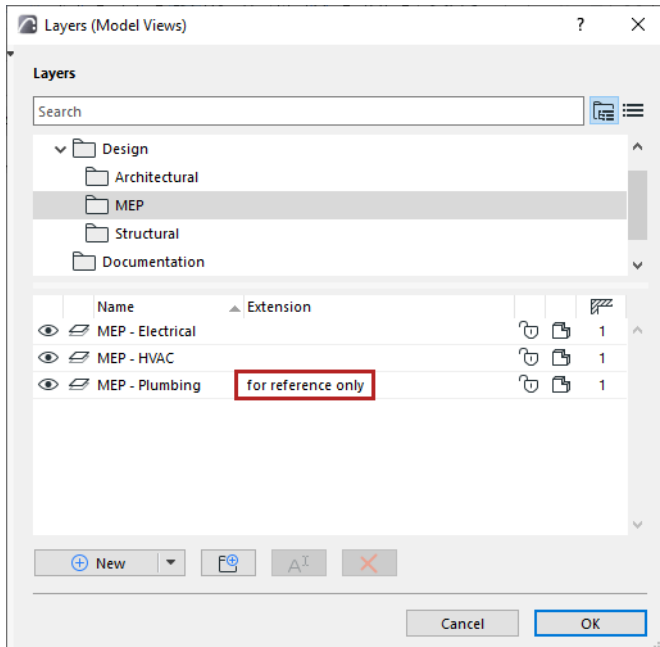 Layers (Model Views)
?
Layers
Search
Design
Architectural
MEP
Structural
Documentation
Name Extension
MEP - Electrical 1
MEP - HVAC 1
MEP - Plumbing for reference only 1
New
Cancel OK